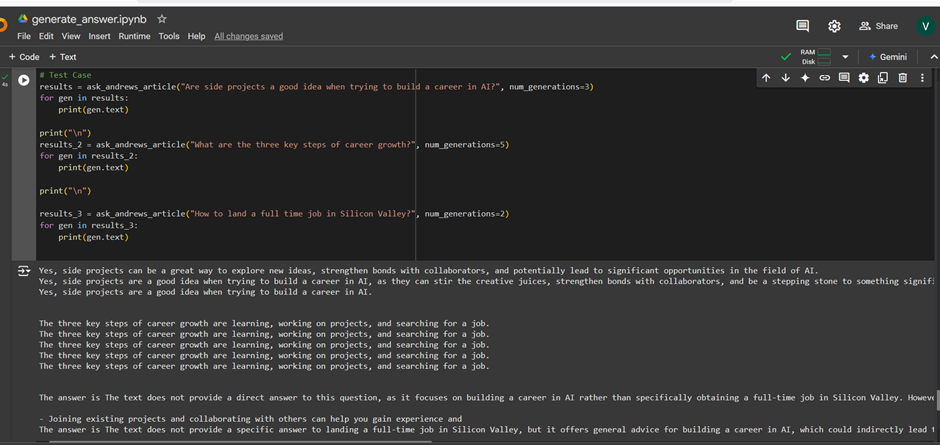 generate_answer.ipynb
File Edit View Insert Runtime Tools Help All changes saved
Share
V
+ Code + Text
RAM
Disk
Gemini
4s
# Test Case
results = ask_andrews_article("Are side projects a good idea when trying to build a career in AI?", num_generations=3)
for gen in results:
    print(gen.text)
print("\n")
results_2 = ask_andrews_article("What are the three key steps of career growth?", num_generations=5)
for gen in results_2:
    print(gen.text)
print("\n")
results_3 = ask_andrews_article("How to land a full time job in Silicon Valley?", num_generations=2)
for gen in results_3:
    print(gen.text)
Yes, side projects can be a great way to explore new ideas, strengthen bonds with collaborators, and potentially lead to significant opportunities in the field of AI.
Yes, side projects are a good idea when trying to build a career in AI, as they can stir the creative juices, strengthen bonds with collaborators, and be a stepping stone to something signifi
Yes, side projects are a good idea when trying to build a career in AI.
The three key steps of career growth are learning, working on projects, and searching for a job.
The three key steps of career growth are learning, working on projects, and searching for a job.
The three key steps of career growth are learning, working on projects, and searching for a job.
The three key steps of career growth are learning, working on projects, and searching for a job.
The three key steps of career growth are learning, working on projects, and searching for a job.
The answer is The text does not provide a direct answer to this question, as it focuses on building a career in AI rather than specifically obtaining a full-time job in Silicon Valley. Howeve
- Joining existing projects and collaborating with others can help you gain experience and
The answer is The text does not provide a specific answer to landing a full-time job in Silicon Valley, but it offers general advice for building a career in AI, which could indirectly lead